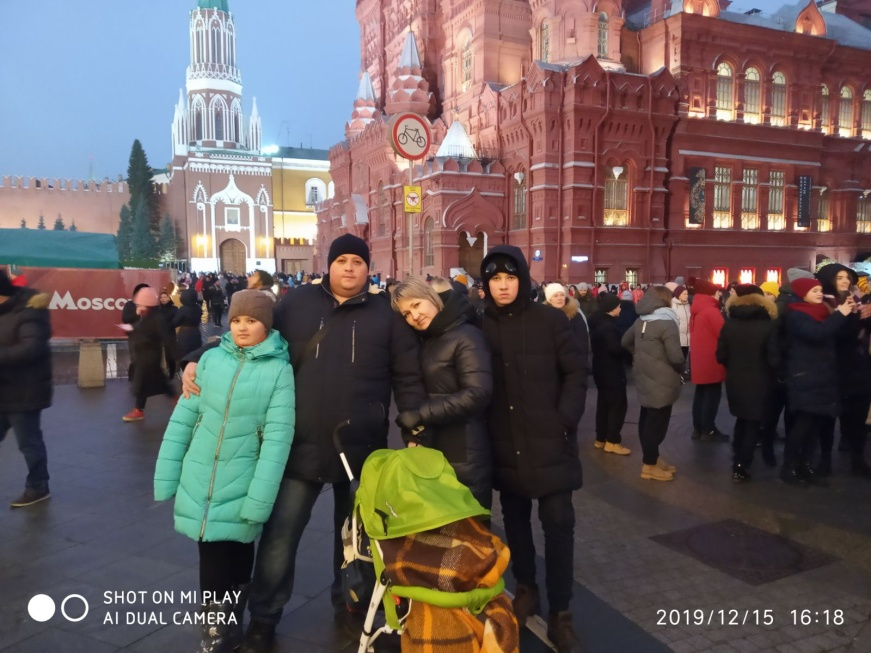 Mosco
SHOT ON MI PLAY
AI DUAL CAMERA
2019/12/15 16:18